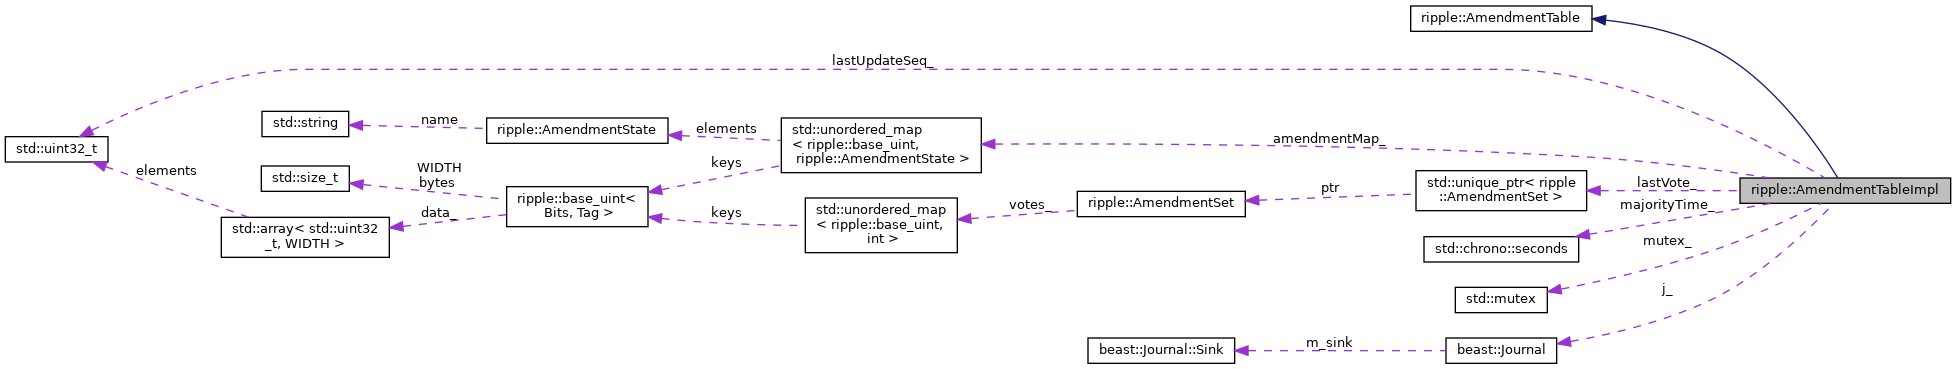 ripple::AmendmentTable
lastUpdateSeq_
std::string
name
ripple::AmendmentState
elements
std::unordered_map
< ripple::base_uint,
ripple::AmendmentState >
amendmentMap_
std::uint32_t
elements
std::size_t
WIDTH
bytes
keys
ripple::base_uint<
Bits, Tag >
data_
std::array< std::uint32
_t, WIDTH >
keys
std::unordered_map
< ripple::base_uint,
int >
votes_
ripple::AmendmentSet
ptr
std::unique_ptr< ripple
::AmendmentSet >
lastVote_
ripple::AmendmentTableImpl
majorityTime_
std::chrono::seconds
mutex_
std::mutex
j_
beast::Journal::Sink
m_sink
beast::Journal